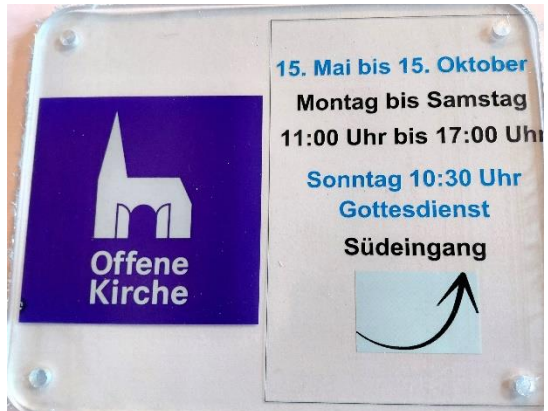 Offene
Kirche
15. Mai bis 15. Oktober
Montag bis Samstag
11:00 Uhr bis 17:00 Uhr
Sonntag 10:30 Uhr
Gottesdienst
Südeingang